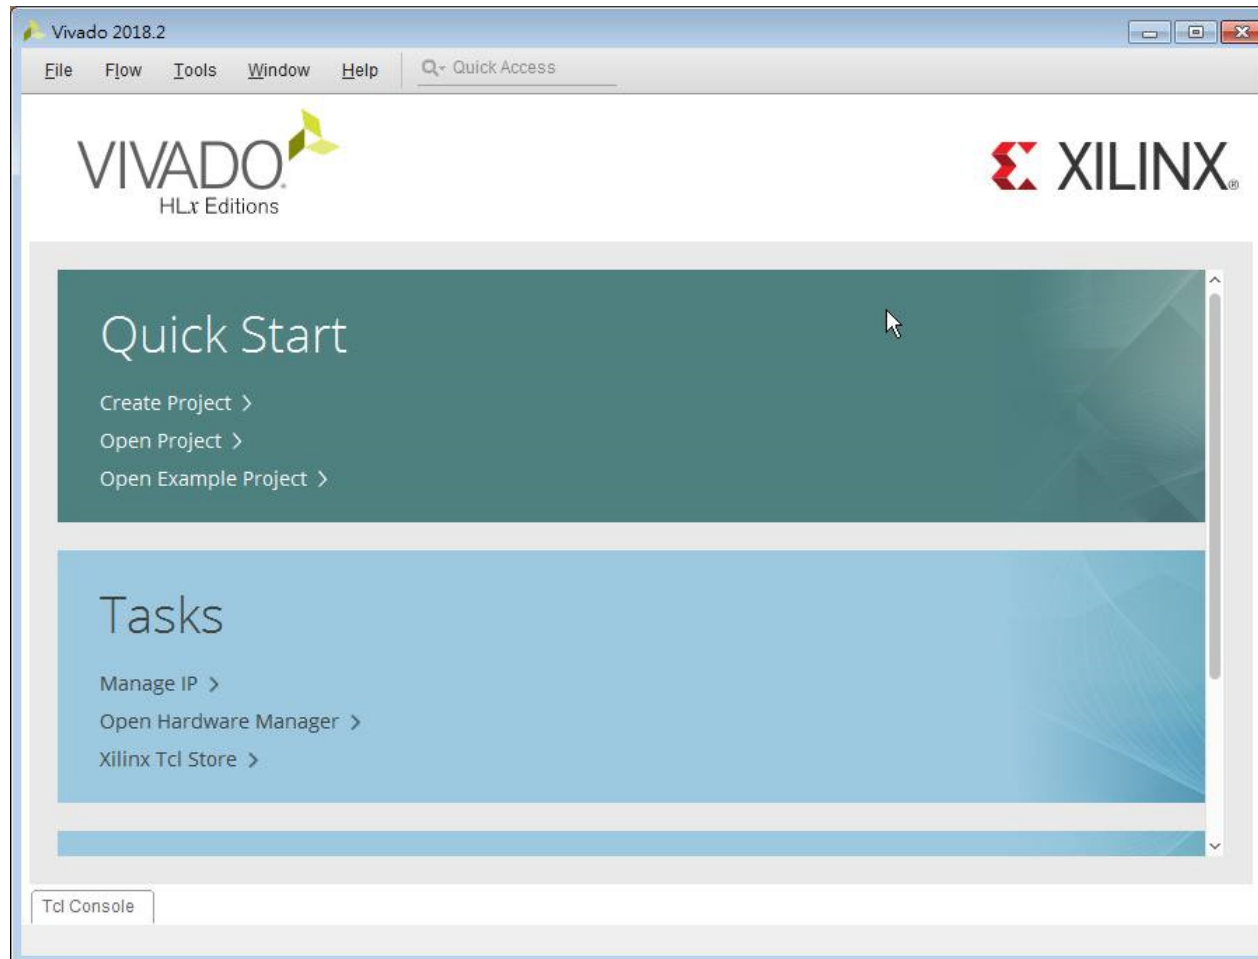 Vivado 2018.2
File Flow Tools Window Help Quick Access
VIVADO.
HLx Editions
XILINX®
Quick Start
Create Project >
Open Project >
Open Example Project >
Tasks
Manage IP >
Open Hardware Manager >
Xilinx Tcl Store >
Tcl Console